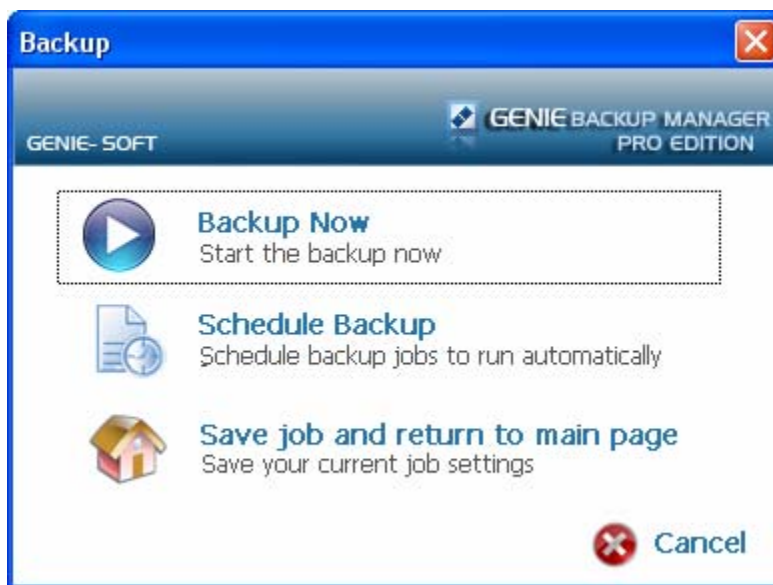 Backup
GENIE-SOFT
GENIE BACKUP MANAGER
PRO EDITION
Backup Now
Start the backup now
Schedule Backup
Schedule backup jobs to run automatically
Save job and return to main page
Save your current job settings
Cancel